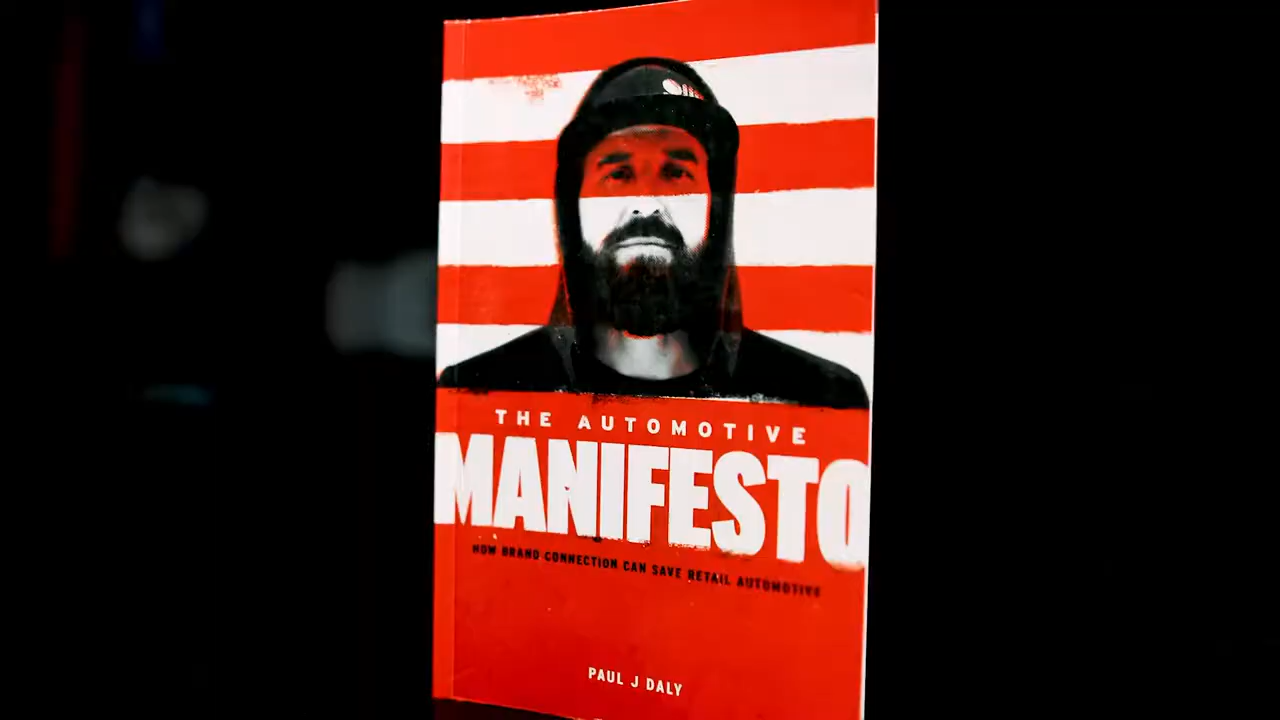 THE AUTOMOTIVE
MANIFESTO
HOW BRAND CONNECTION CAN SAVE RETAIL AUTOMOTIVE
PAUL J DALY